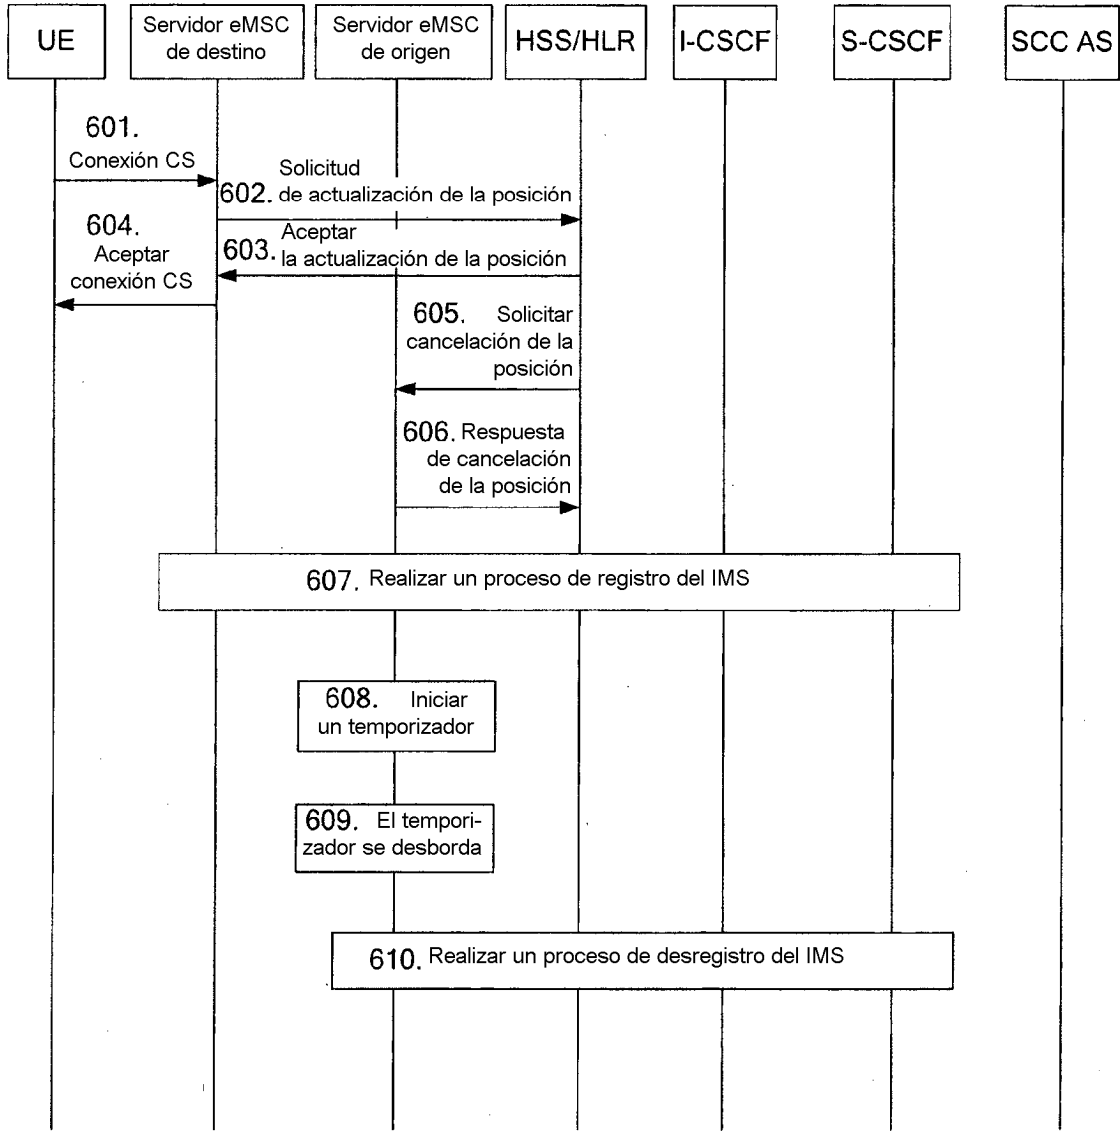 UE
Servidor eMSC
de destino
Servidor eMSC
de origen
HSS/HLR
I-CSCF
S-CSCF
SCC AS
601.
Conexión CS
Solicitud
602. de actualización de la posición
604.
Aceptar
conexión CS
Aceptar
603. la actualización de la posición
605. Solicitar
cancelación de la
posición
606. Respuesta
de cancelación
de la posición
607. Realizar un proceso de registro del IMS
608. Iniciar
un temporizador
609. El tempori-
zador se desborda
610. Realizar un proceso de desregistro del IMS